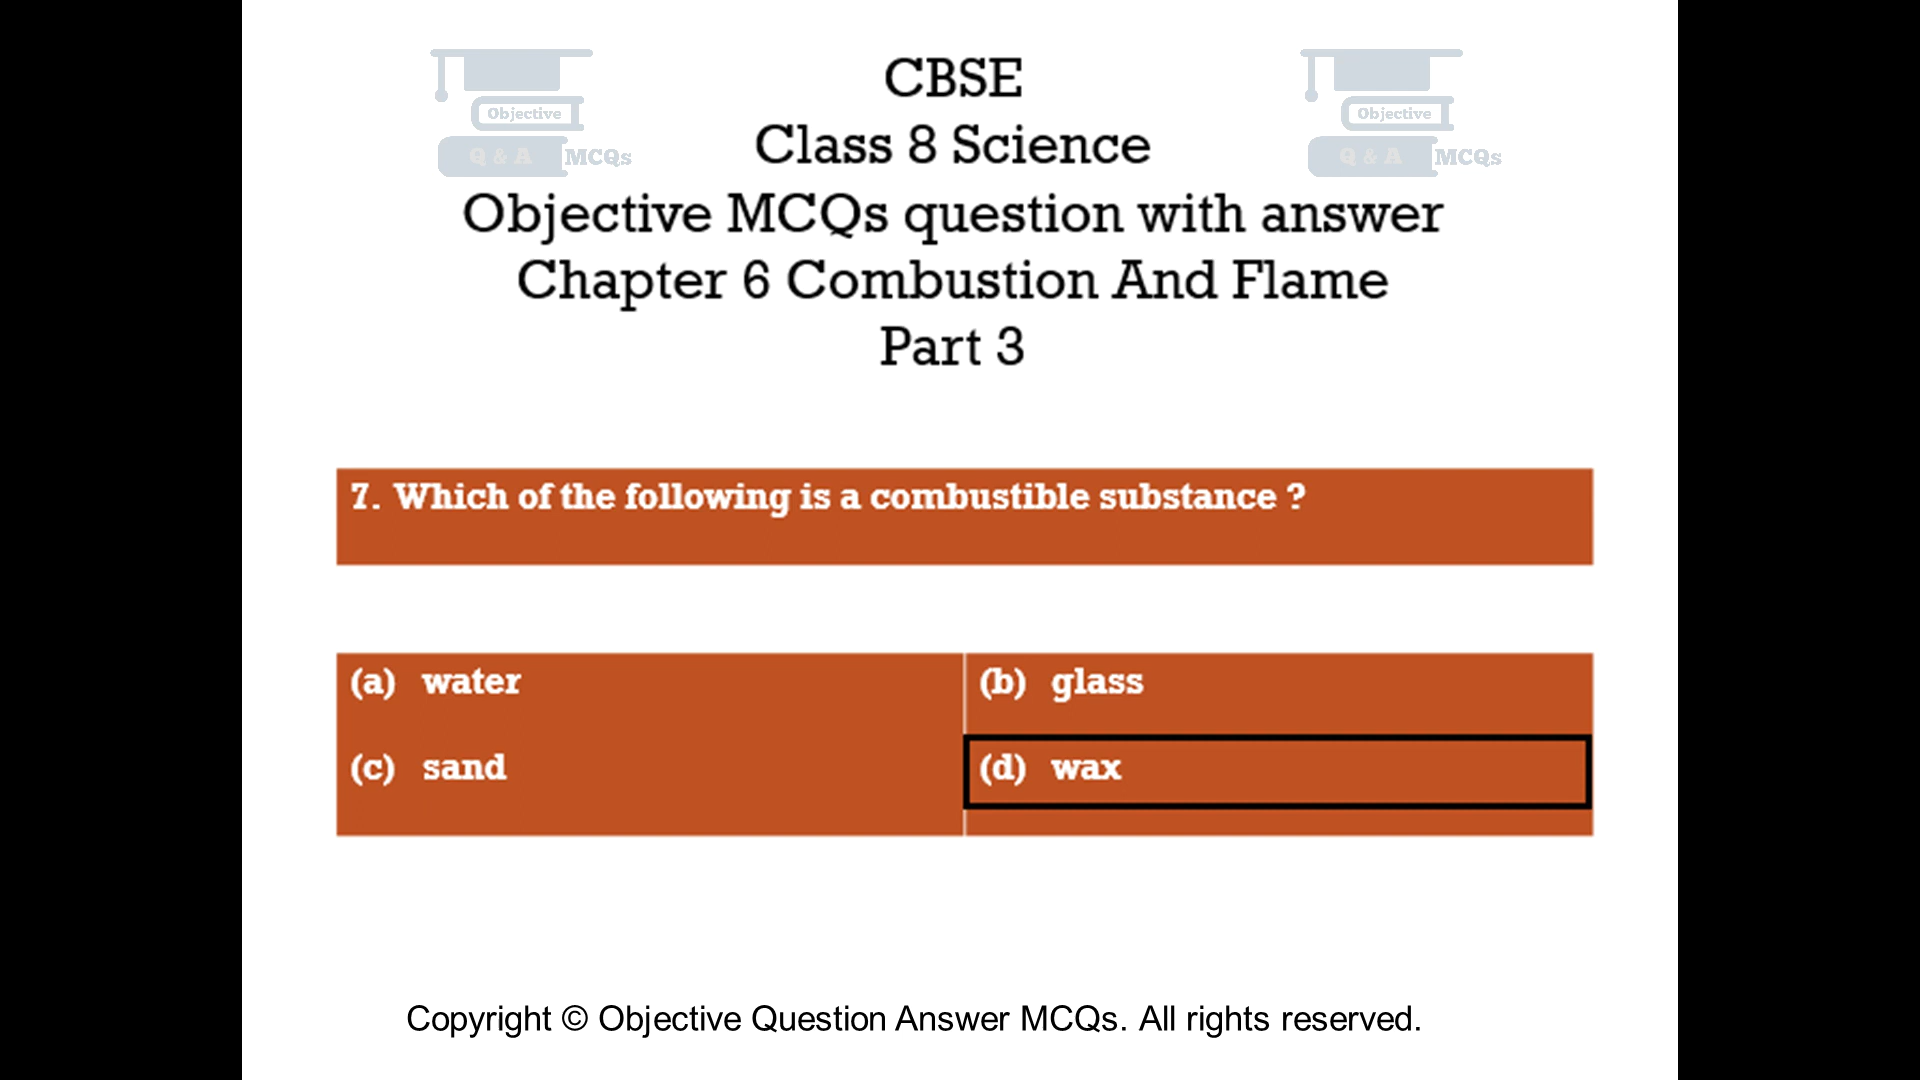 Objective
Q & A MCQs
Objective
Q & A MCQs
CBSE
Class 8 Science
Objective MCQs question with answer
Chapter 6 Combustion And Flame
Part 3
7. Which of the following is a combustible substance ?
(a) water
(b) glass
(c) sand
(d) wax
Copyright © Objective Question Answer MCQs. All rights reserved.